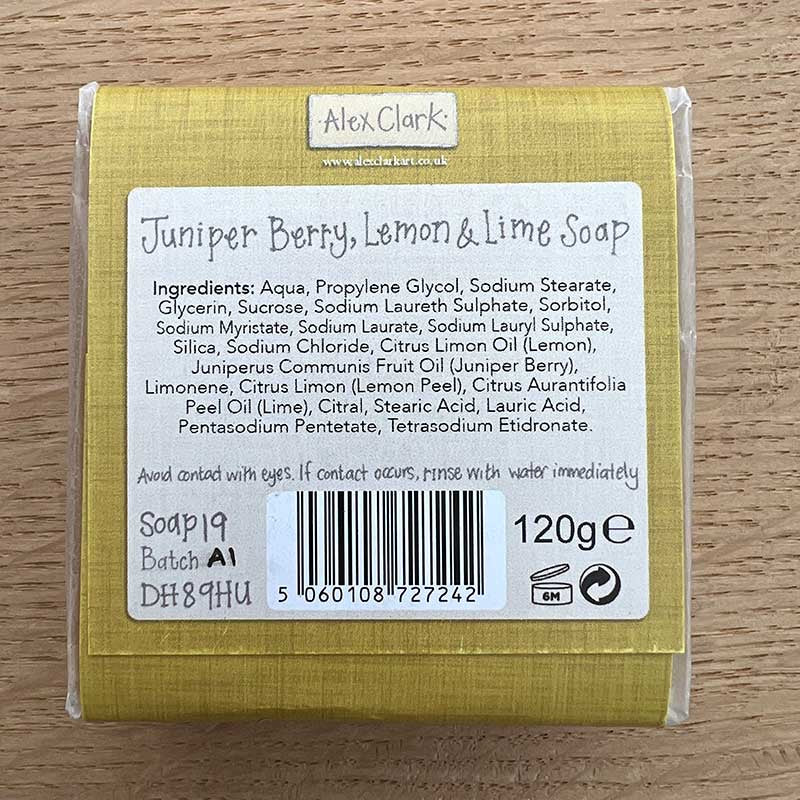 ·Alex Clark·
www.alexclarkart.co.uk
Juniper Berry, Lemon & Lime Soap
Ingredients: Aqua, Propylene Glycol, Sodium Stearate,
Glycerin, Sucrose, Sodium Laureth Sulphate, Sorbitol,
Sodium Myristate, Sodium Laurate, Sodium Lauryl Sulphate,
Silica, Sodium Chloride, Citrus Limon Oil (Lemon),
Juniperus Communis Fruit Oil (Juniper Berry),
Limonene, Citrus Limon (Lemon Peel), Citrus Aurantifolia
Peel Oil (Lime), Citral, Stearic Acid, Lauric Acid,
Pentasodium Pentetate, Tetrasodium Etidronate.
Avoid contact with eyes. If contact occurs, rinse with water immediately
Soap19
Batch A1
DH89HU
5 060108 727242
120g℮
6M